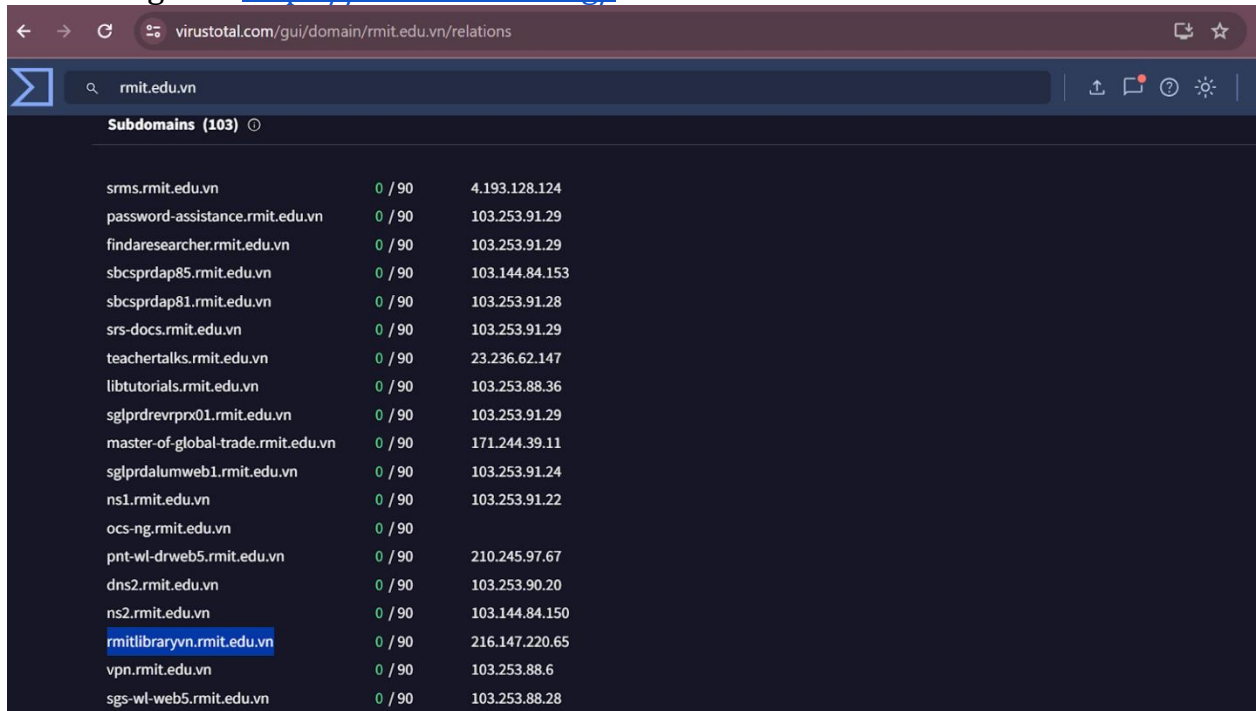 virustotal.com/gui/domain/rmit.edu.vn/relations
rmit.edu.vn
Subdomains (103)
srms.rmit.edu.vn 0 / 90 4.193.128.124
password-assistance.rmit.edu.vn 0 / 90 103.253.91.29
findaresearcher.rmit.edu.vn 0 / 90 103.253.91.29
sbcsprdap85.rmit.edu.vn 0 / 90 103.144.84.153
sbcsprdap81.rmit.edu.vn 0 / 90 103.253.91.28
srs-docs.rmit.edu.vn 0 / 90 103.253.91.29
teachertalks.rmit.edu.vn 0 / 90 23.236.62.147
libtutorials.rmit.edu.vn 0 / 90 103.253.88.36
sglprdrevrprx01.rmit.edu.vn 0 / 90 103.253.91.29
master-of-global-trade.rmit.edu.vn 0 / 90 171.244.39.11
sglprdalumweb1.rmit.edu.vn 0 / 90 103.253.91.24
ns1.rmit.edu.vn 0 / 90 103.253.91.22
ocs-ng.rmit.edu.vn 0 / 90
pnt-wl-drweb5.rmit.edu.vn 0 / 90 210.245.97.67
dns2.rmit.edu.vn 0 / 90 103.253.90.20
ns2.rmit.edu.vn 0 / 90 103.144.84.150
rmitlibraryvn.rmit.edu.vn 0 / 90 216.147.220.65
vpn.rmit.edu.vn 0 / 90 103.253.88.6
sgs-wl-web5.rmit.edu.vn 0 / 90 103.253.88.28